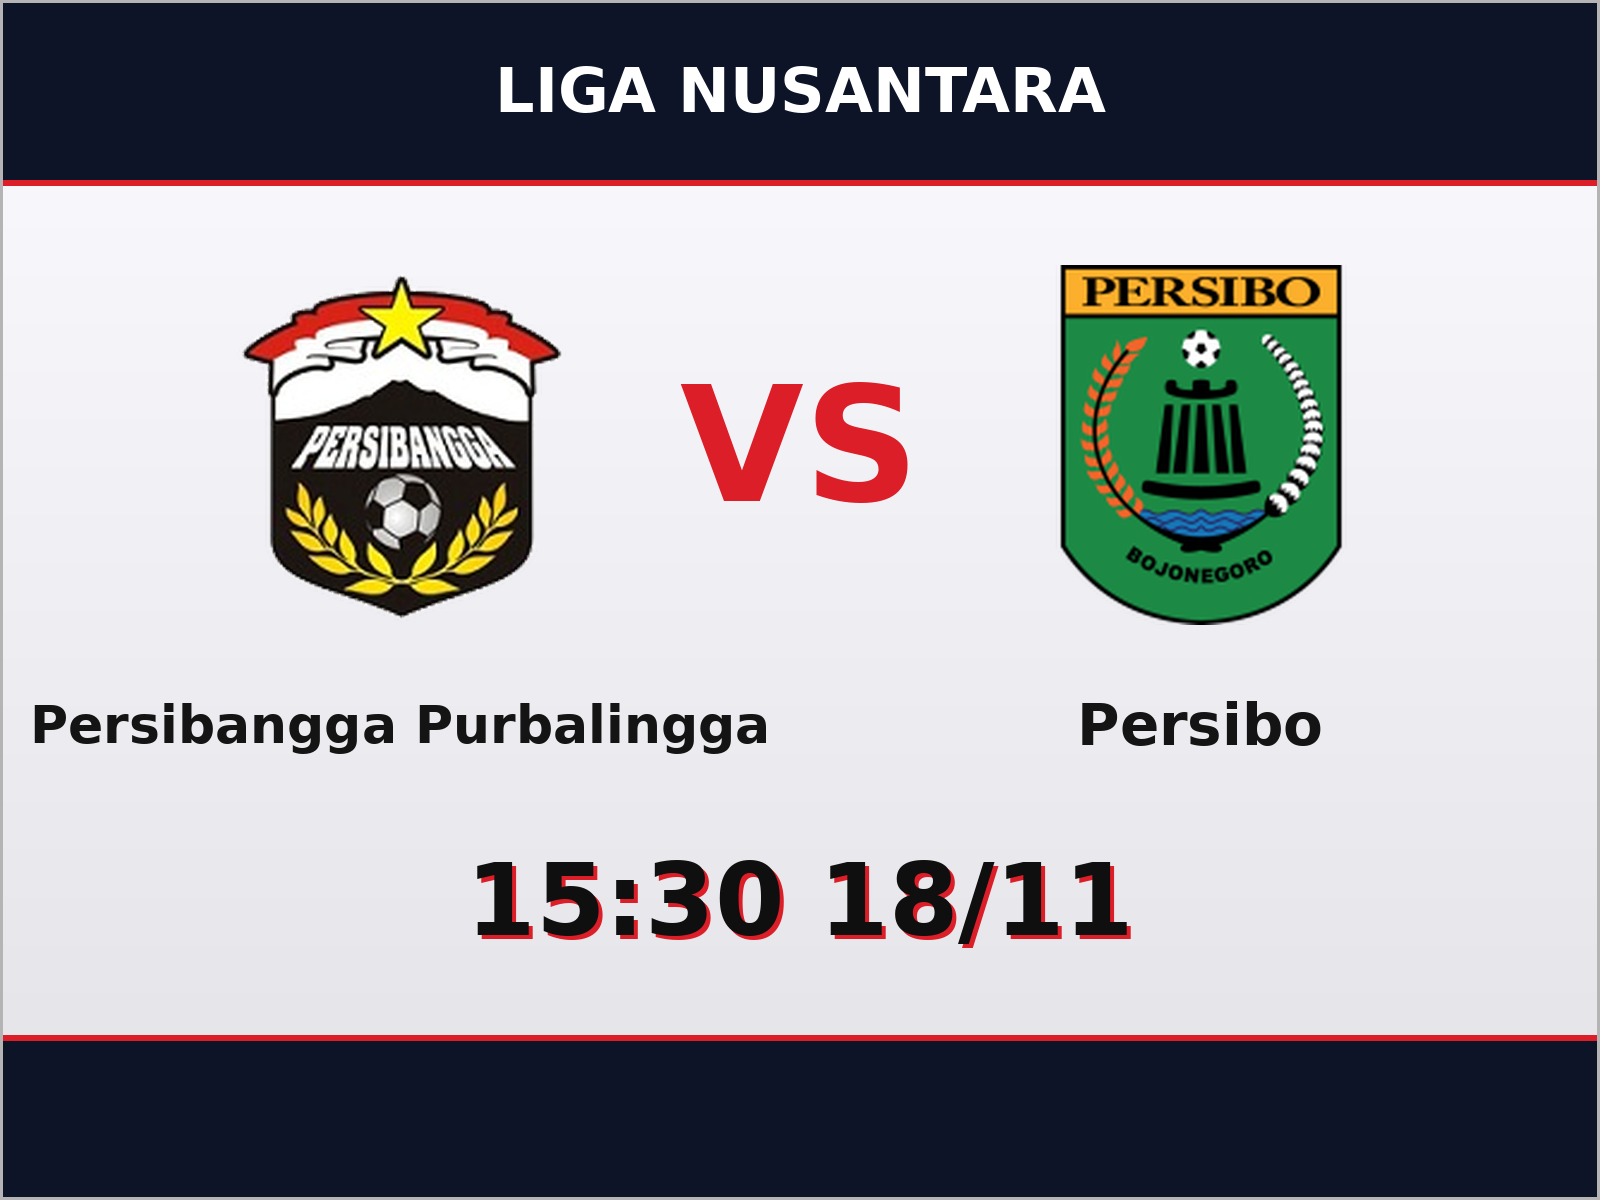 LIGA NUSANTARA
PERSIBANGGA
VS
PERSIBO
BOJONEGORO
Persibangga Purbalingga
Persibo
15:30 18/11